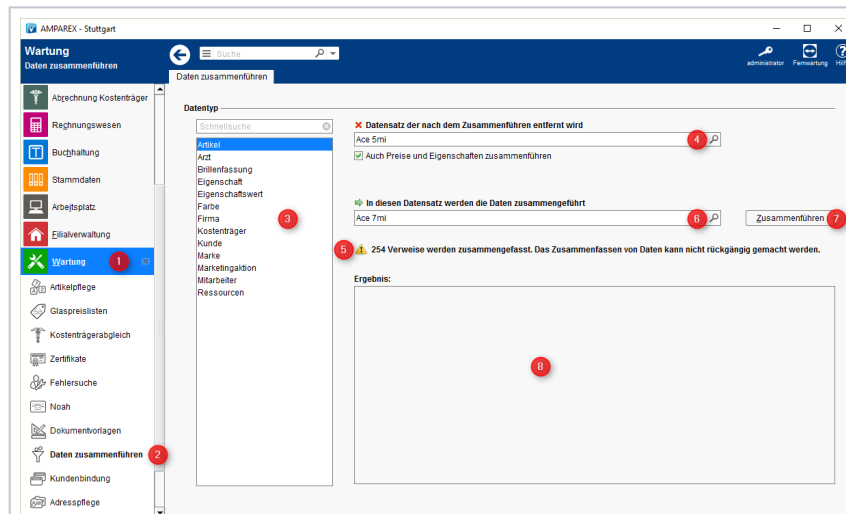 AMPAREX - Stuttgart
Wartung
Daten zusammenführen
Suche
administrator
Fernwartung
Hilf
Daten zusammenführen
Abrechnung Kostenträger
Rechnungswesen
Buchhaltung
Stammdaten
Arbeitsplatz
Filialverwaltung
Wartung
1
Artikelpflege
Glaspreislisten
Kostenträgerabgleich
Zertifikate
Fehlersuche
Noah
Dokumentvorlagen
Daten zusammenführen
2
Kundenbindung
Adresspflege
Datentyp
Schnellsuche
Artikel
Arzt
Brillenfassung
Eigenschaft
Eigenschaftswert
Farbe
Firma
3
Kostenträger
Kunde
Marke
Marketingaktion
Mitarbeiter
Ressourcen
Datensatz der nach dem Zusammenführen entfernt wird
Ace 5mi
4
Auch Preise und Eigenschaften zusammenführen
In diesen Datensatz werden die Daten zusammengeführt
Ace 7mi
6
Zusammenführen
7
5
254 Verweise werden zusammengefasst. Das Zusammenfassen von Daten kann nicht rückgängig gemacht werden.
Ergebnis:
8